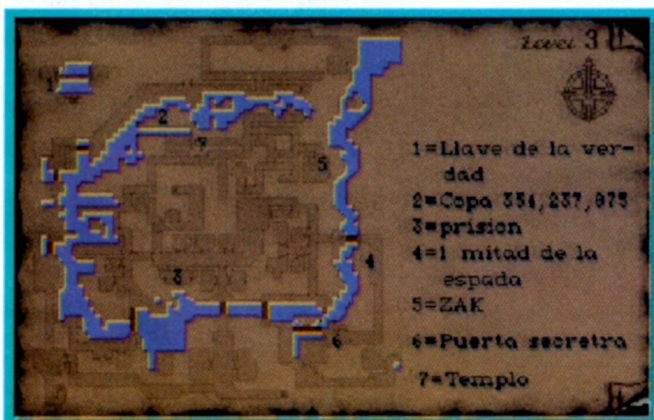 Level 3
1
2
7
5
4
3
6
1=Llave de la ver-
dad
2=Copa 354,237,875
3=prision
4=1 mitad de la
espada
5=ZAK
6=Puerta secretra
7=Templo